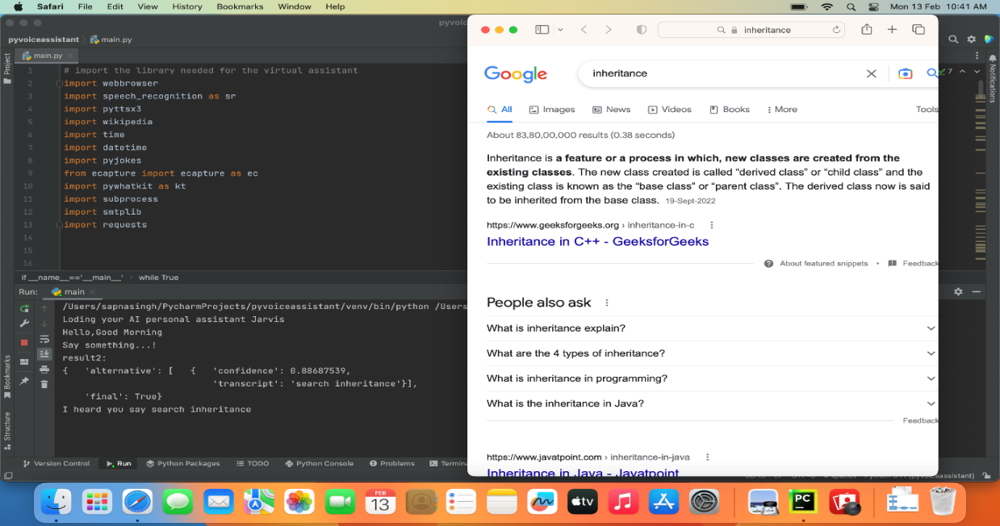 Safari File Edit View History Bookmarks Window Help Mon 13 Feb 10:41 AM
pyvoiceassistant main.py
main.py
Project
1 # import the library needed for the virtual assistant
2 import webbrowser
3 import speech_recognition as sr
4 import pyttsx3
5 import wikipedia
6 import time
7 import datetime
8 import pyjokes
9 from ecapture import ecapture as ec
10 import pywhatkit as kt
11 import subprocess
12 import smtplib
13 import requests
14
15
16
if __name__=='__main__' › while True
Run: main
/Users/sapnasingh/PycharmProjects/pyvoiceassistant/venv/bin/python /Users
Loding your AI personal assistant Jarvis
Hello,Good Morning
Say something...!
result2:
{ 'alternative': [ { 'confidence': 0.88687539,
'transcript': 'search inheritance'}],
'final': True}
I heard you say search inheritance
Bookmarks
Structure
Version Control Run Python Packages TODO Python Console Problems
inheritance
Google
inheritance
7
Notifications
All Images News Videos Books More Tools
About 83,80,00,000 results (0.38 seconds)
Inheritance is a feature or a process in which, new classes are created from the
existing classes. The new class created is called “derived class” or “child class” and the
existing class is known as the “base class” or “parent class”. The derived class now is said
to be inherited from the base class. 19-Sept-2022
https://www.geeksforgeeks.org › inheritance-in-c
Inheritance in C++ - GeeksforGeeks
About featured snippets • Feedback
People also ask
What is inheritance explain?
What are the 4 types of inheritance?
What is inheritance in programming?
What is the inheritance in Java?
Feedback
https://www.javatpoint.com › inheritance-in-java
Inheritance in Java - Javatpoint
(pyvoiceassistant)
FEB
13
tv
PC